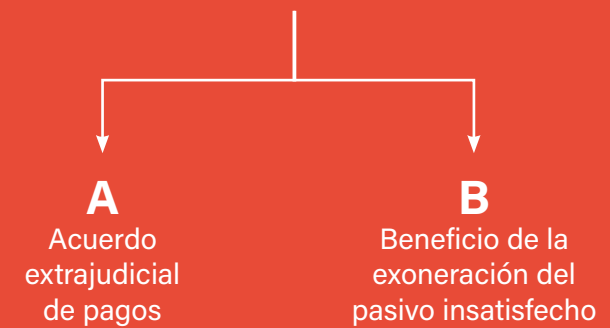 A
Acuerdo
extrajudicial
de pagos
B
Beneficio de la
exoneración del
pasivo insatisfecho